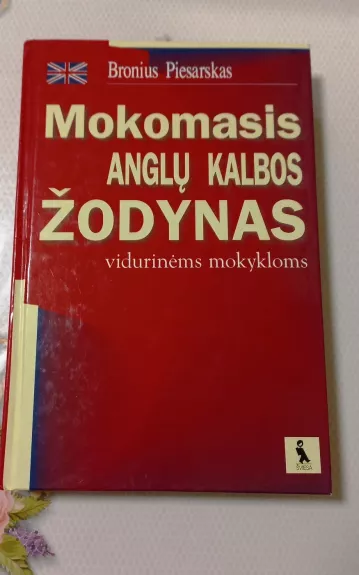 Bronius Piesarskas
Mokomasis
ANGLŲ KALBOS
ŽODYNAS
vidurinėms mokykloms
ŠVIESA